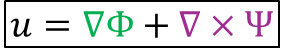 u = ∇Φ + ∇ × Ψ